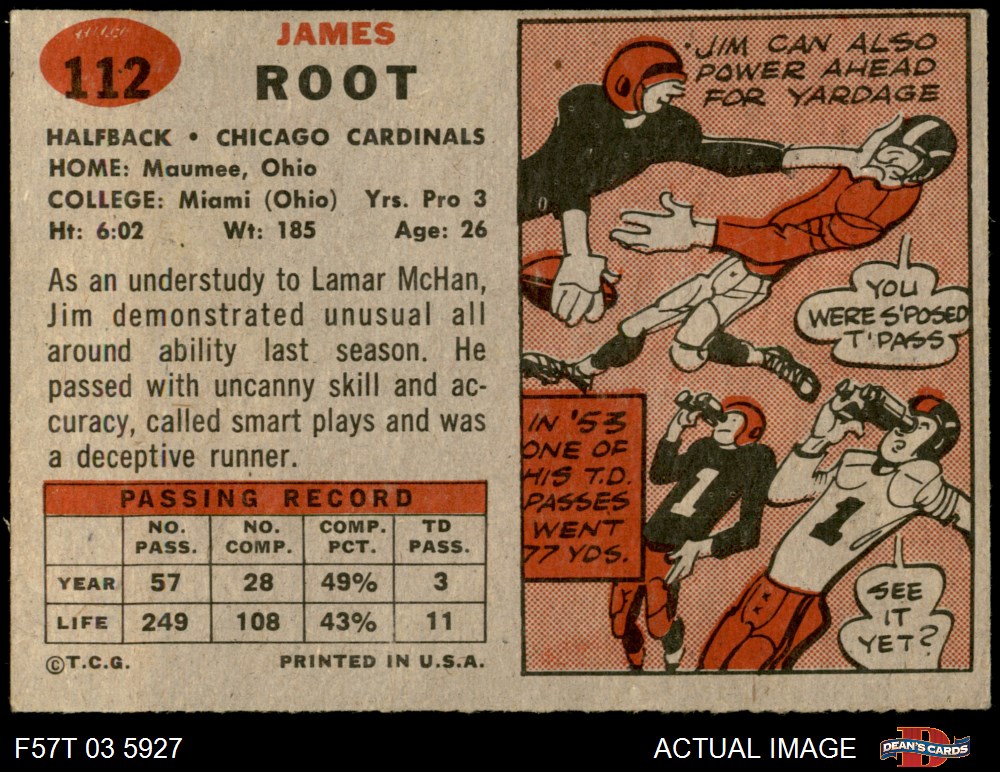 112
JAMES
ROOT
HALFBACK • CHICAGO CARDINALS
HOME: Maumee, Ohio
COLLEGE: Miami (Ohio) Yrs. Pro 3
Ht: 6:02 Wt: 185 Age: 26
As an understudy to Lamar McHan,
Jim demonstrated unusual all
around ability last season. He
passed with uncanny skill and ac-
curacy, called smart plays and was
a deceptive runner.
PASSING RECORD
NO. PASS. NO. COMP. COMP. PCT. TD PASS.
YEAR 57 28 49% 3
LIFE 249 108 43% 11
©T.C.G. PRINTED IN U.S.A.
JIM CAN ALSO
POWER AHEAD
FOR YARDAGE
YOU
WERE S'POSED
T'PASS
IN '53
ONE OF
HIS T.D.
PASSES
WENT
77 YDS.
1
1
SEE
IT
YET?
F57T 03 5927 ACTUAL IMAGE
D
DEAN'S CARDS